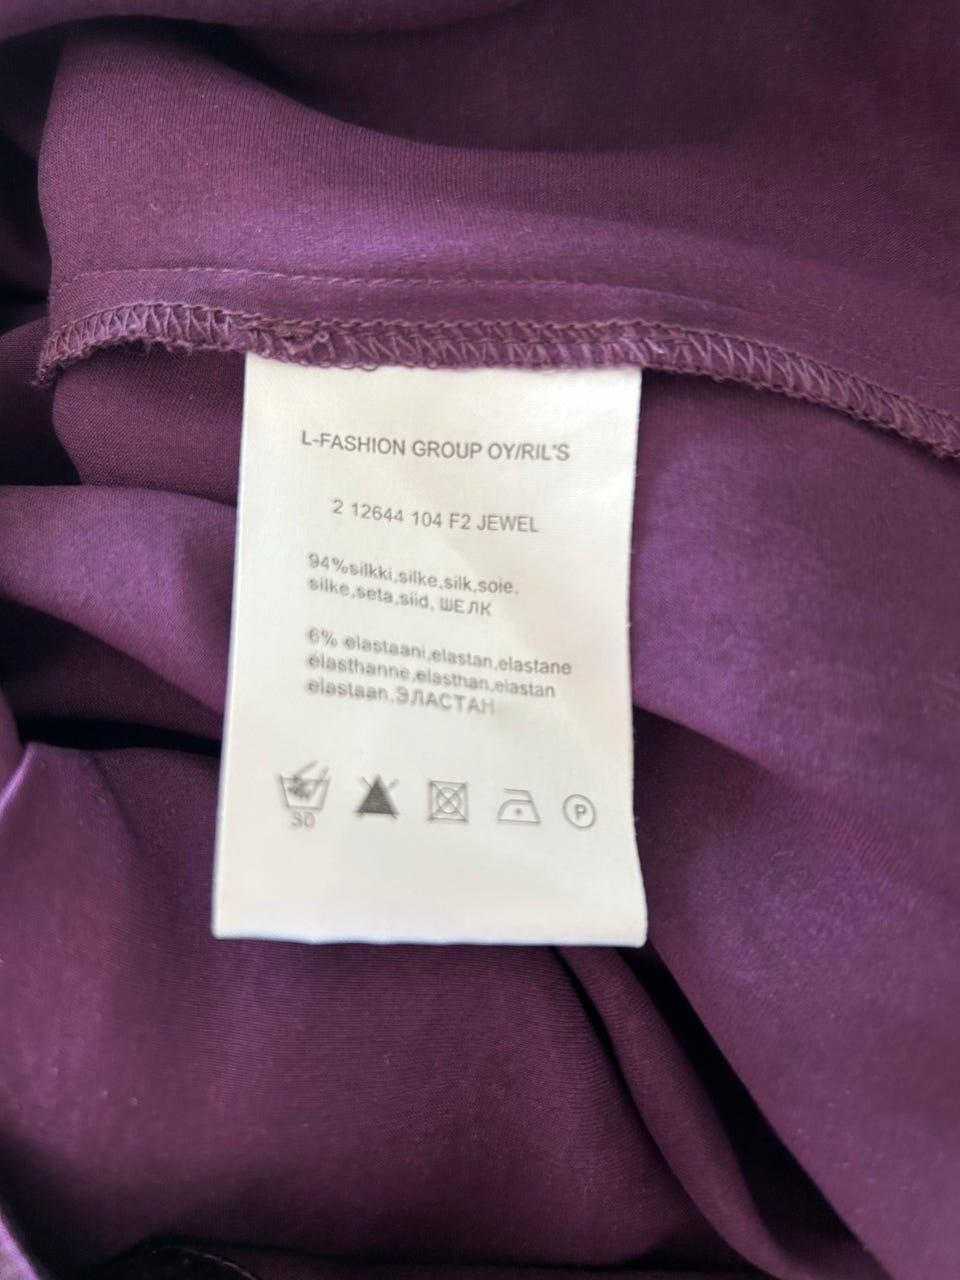 L-FASHION GROUP OY/RIL'S
2 12644 104 F2 JEWEL
94%silkki,silke,silk,soie,
silke,seta,siid, ШЕЛК
6% elastaani,elastan,elastane
élasthanne,elasthan,elastan
elastaan,ЭЛАСТАН
30
P